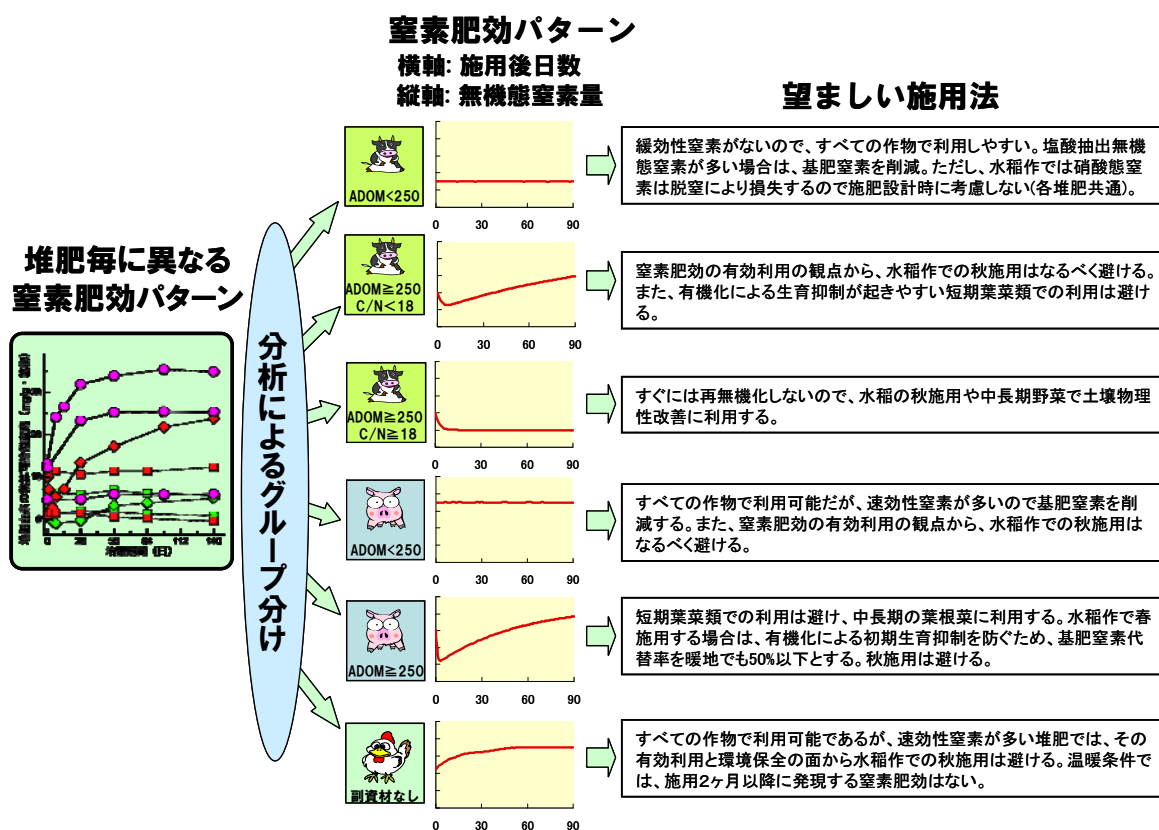 窒素肥効パターン
横軸: 施用後日数
縦軸: 無機態窒素量
望ましい施用法
堆肥毎に異なる
窒素肥効パターン
分析によるグループ分け
ADOM<250
0 30 60 90
緩効性窒素がないので、すべての作物で利用しやすい。塩酸抽出無機
態窒素が多い場合は、基肥窒素を削減。ただし、水稲作では硝酸態窒
素は脱窒により損失するので施肥設計時に考慮しない(各堆肥共通)。
ADOM≧250
C/N<18
0 30 60 90
窒素肥効の有効利用の観点から、水稲作での秋施用はなるべく避ける。
また、有機化による生育抑制が起きやすい短期葉菜類での利用は避け
る。
ADOM≧250
C/N≧18
0 30 60 90
すぐには再無機化しないので、水稲の秋施用や中長期野菜で土壌物理
性改善に利用する。
ADOM<250
0 30 60 90
すべての作物で利用可能だが、速効性窒素が多いので基肥窒素を削
減する。また、窒素肥効の有効利用の観点から、水稲作での秋施用は
なるべく避ける。
ADOM≧250
0 30 60 90
短期葉菜類での利用は避け、中長期の葉根菜に利用する。水稲作で春
施用する場合は、有機化による初期生育抑制を防ぐため、基肥窒素代
替率を暖地でも50%以下とする。秋施用は避ける。
副資材なし
0 30 60 90
すべての作物で利用可能であるが、速効性窒素が多い堆肥では、その
有効利用と環境保全の面から水稲作での秋施用は避ける。温暖条件で
は、施用2ヶ月以降に発現する窒素肥効はない。